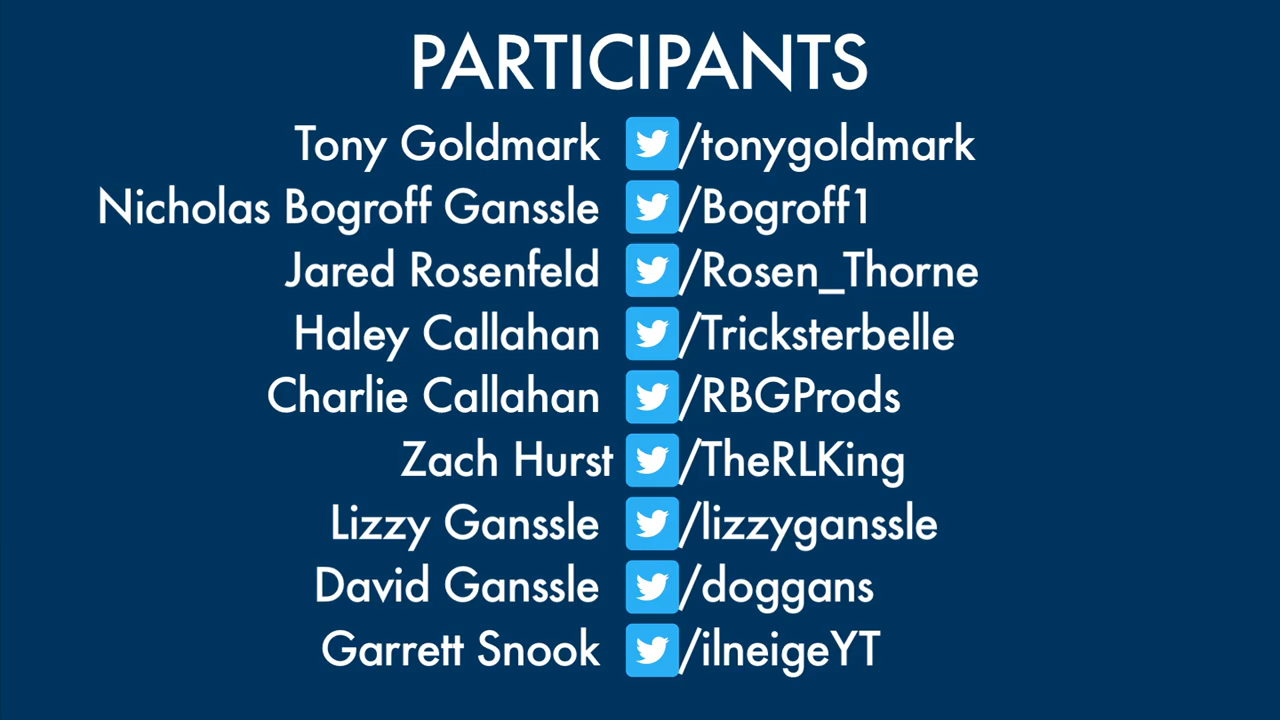 PARTICIPANTS
Tony Goldmark /tonygoldmark
Nicholas Bogroff Ganssle /Bogroff1
Jared Rosenfeld /Rosen_Thorne
Haley Callahan /Tricksterbelle
Charlie Callahan /RBGProds
Zach Hurst /TheRLKing
Lizzy Ganssle /lizzyganssle
David Ganssle /doggans
Garrett Snook /ilneigeYT